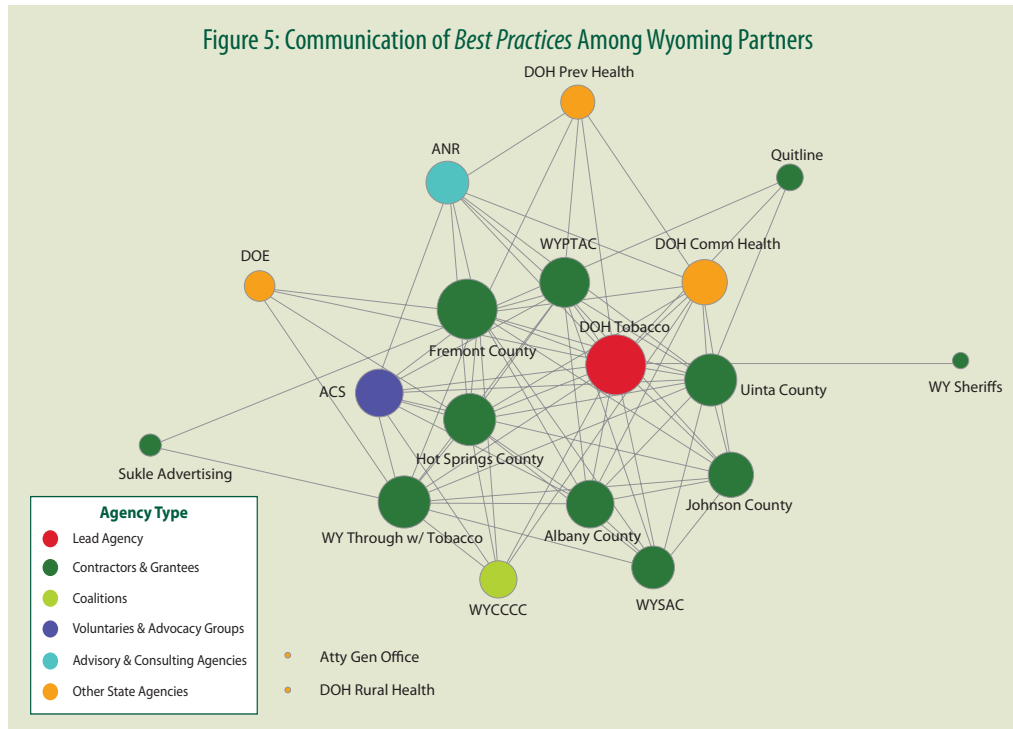 Figure 5: Communication of Best Practices Among Wyoming Partners
DOH Prev Health
ANR
Quitline
WYPTAC
DOH Comm Health
DOE
DOH Tobacco
Fremont County
WY Sheriffs
ACS
Uinta County
Hot Springs County
Sukle Advertising
Johnson County
WY Through w/ Tobacco
Albany County
WYCCCC
WYSAC
Agency Type
Lead Agency
Contractors & Grantees
Coalitions
Voluntaries & Advocacy Groups
Advisory & Consulting Agencies
Other State Agencies
Atty Gen Office
DOH Rural Health